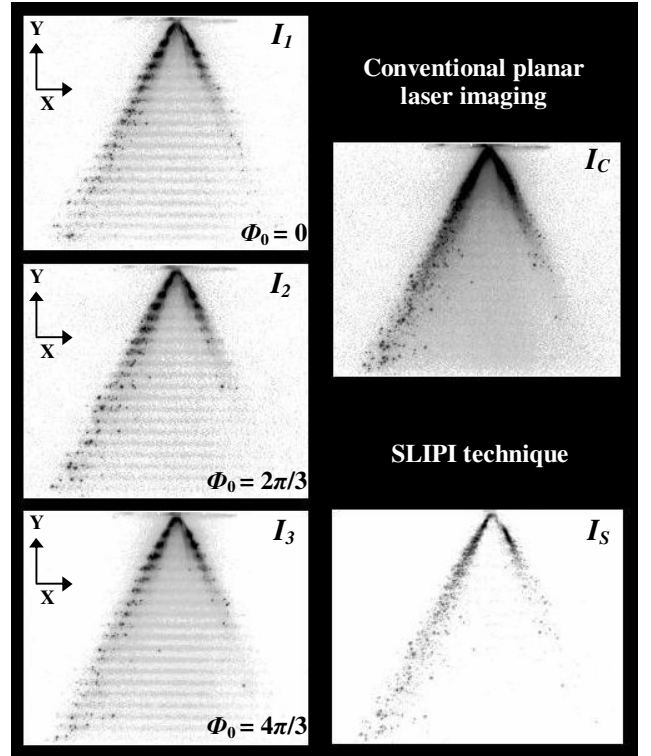 Y
X
I1
Φ0 = 0
Y
X
I2
Φ0 = 2π/3
Y
X
I3
Φ0 = 4π/3
Conventional planar
laser imaging
IC
SLIPI technique
IS